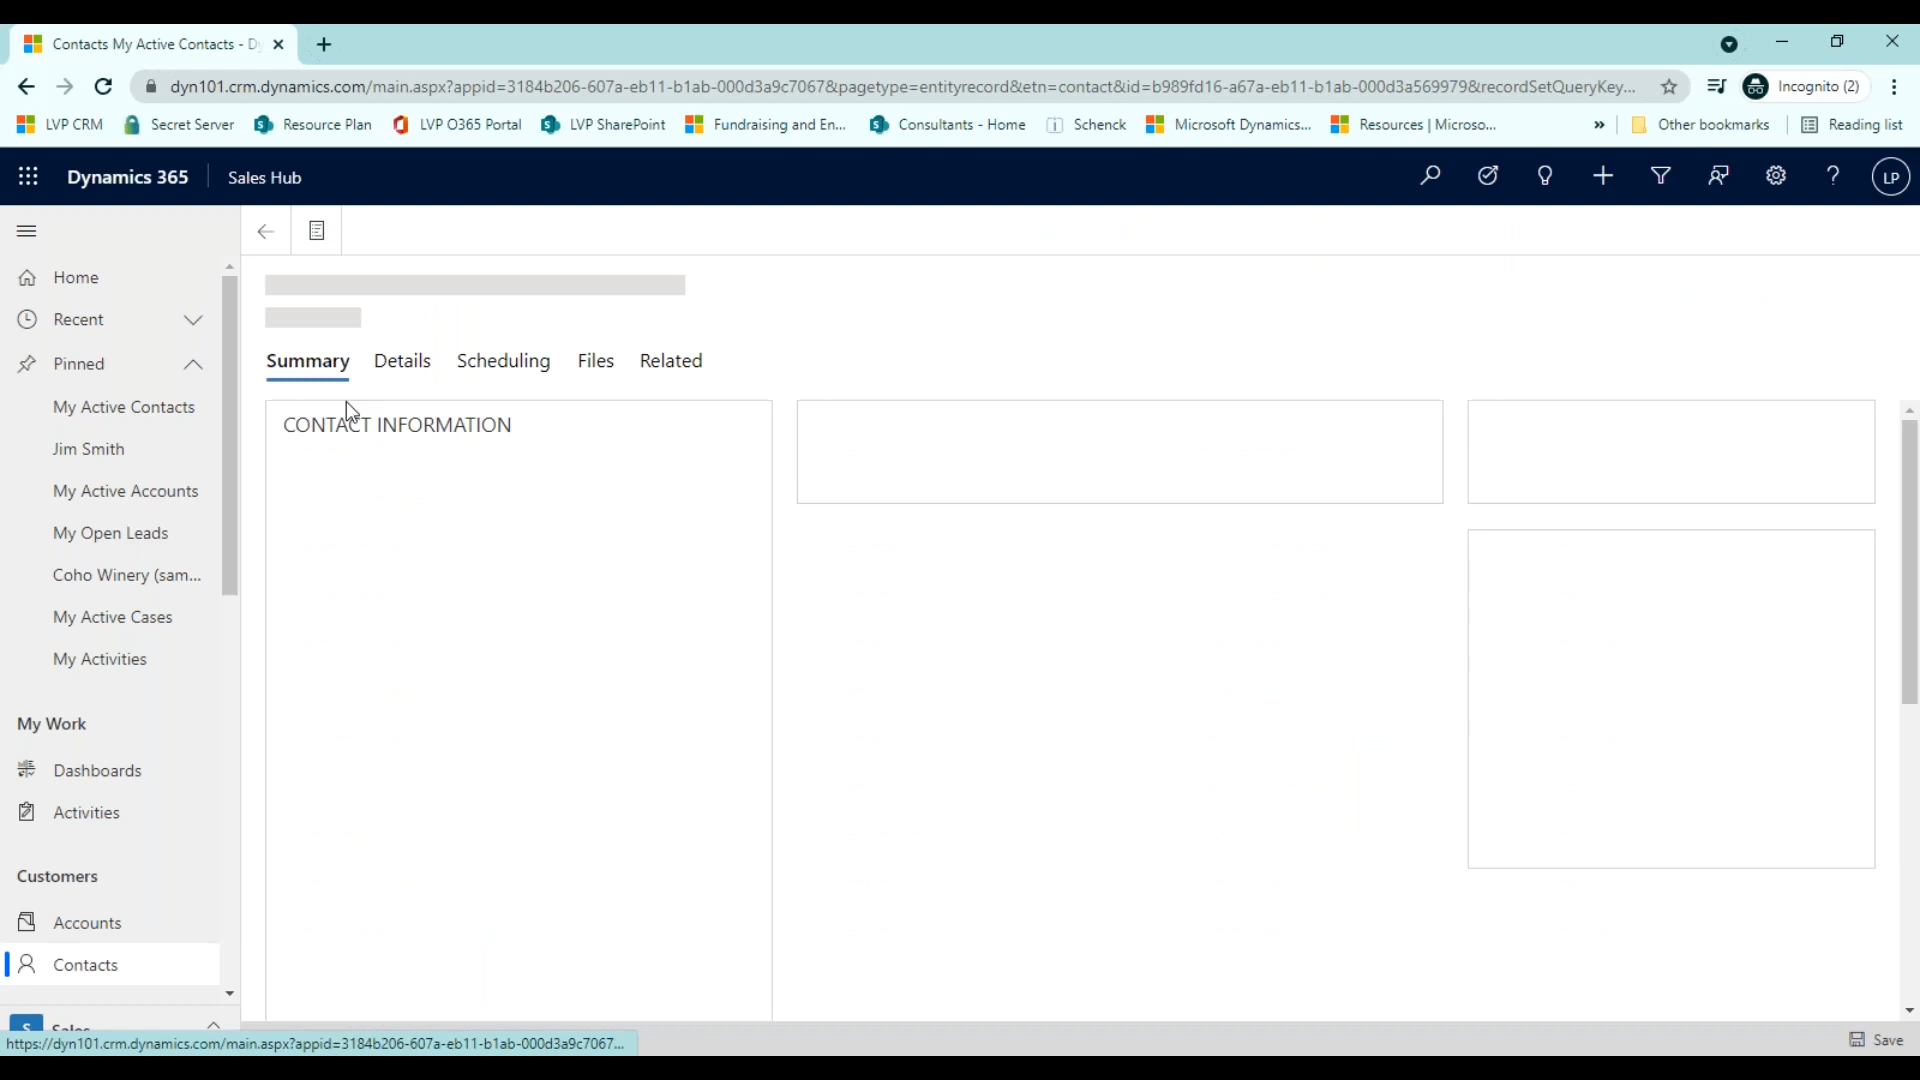 Contacts My Active Contacts - Dy
dyn101.crm.dynamics.com/main.aspx?appid=3184b206-607a-eb11-b1ab-000d3a9c7067&pagetype=entityrecord&etn=contact&id=b989fd16-a67a-eb11-b1ab-000d3a569979&recordSetQueryKey...
Incognito (2)
LVP CRM
Secret Server
Resource Plan
LVP O365 Portal
LVP SharePoint
Fundraising and En...
Consultants - Home
Schenck
Microsoft Dynamics...
Resources | Microso...
»
Other bookmarks
Reading list
Dynamics 365
Sales Hub
LP
Home
Recent
Pinned
My Active Contacts
Jim Smith
My Active Accounts
My Open Leads
Coho Winery (sam...
My Active Cases
My Activities
My Work
Dashboards
Activities
Customers
Accounts
Contacts
S Sales
Summary
Details
Scheduling
Files
Related
CONTACT INFORMATION
https://dyn101.crm.dynamics.com/main.aspx?appid=3184b206-607a-eb11-b1ab-000d3a9c7067...
Save